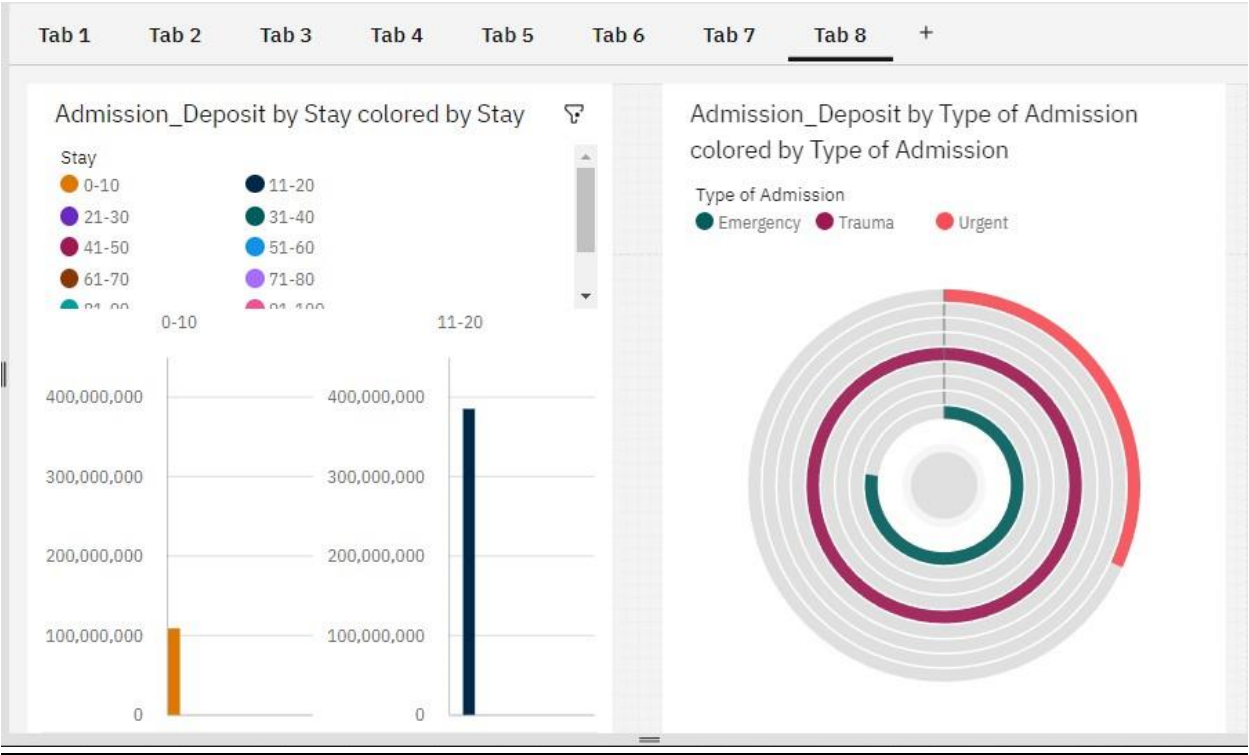 Tab 1 Tab 2 Tab 3 Tab 4 Tab 5 Tab 6 Tab 7 Tab 8 +
Admission_Deposit by Stay colored by Stay
Stay
0-10 11-20
21-30 31-40
41-50 51-60
61-70 71-80
0-10 11-20
400,000,000 400,000,000
300,000,000 300,000,000
200,000,000 200,000,000
100,000,000 100,000,000
0 0
Admission_Deposit by Type of Admission
colored by Type of Admission
Type of Admission
Emergency Trauma Urgent